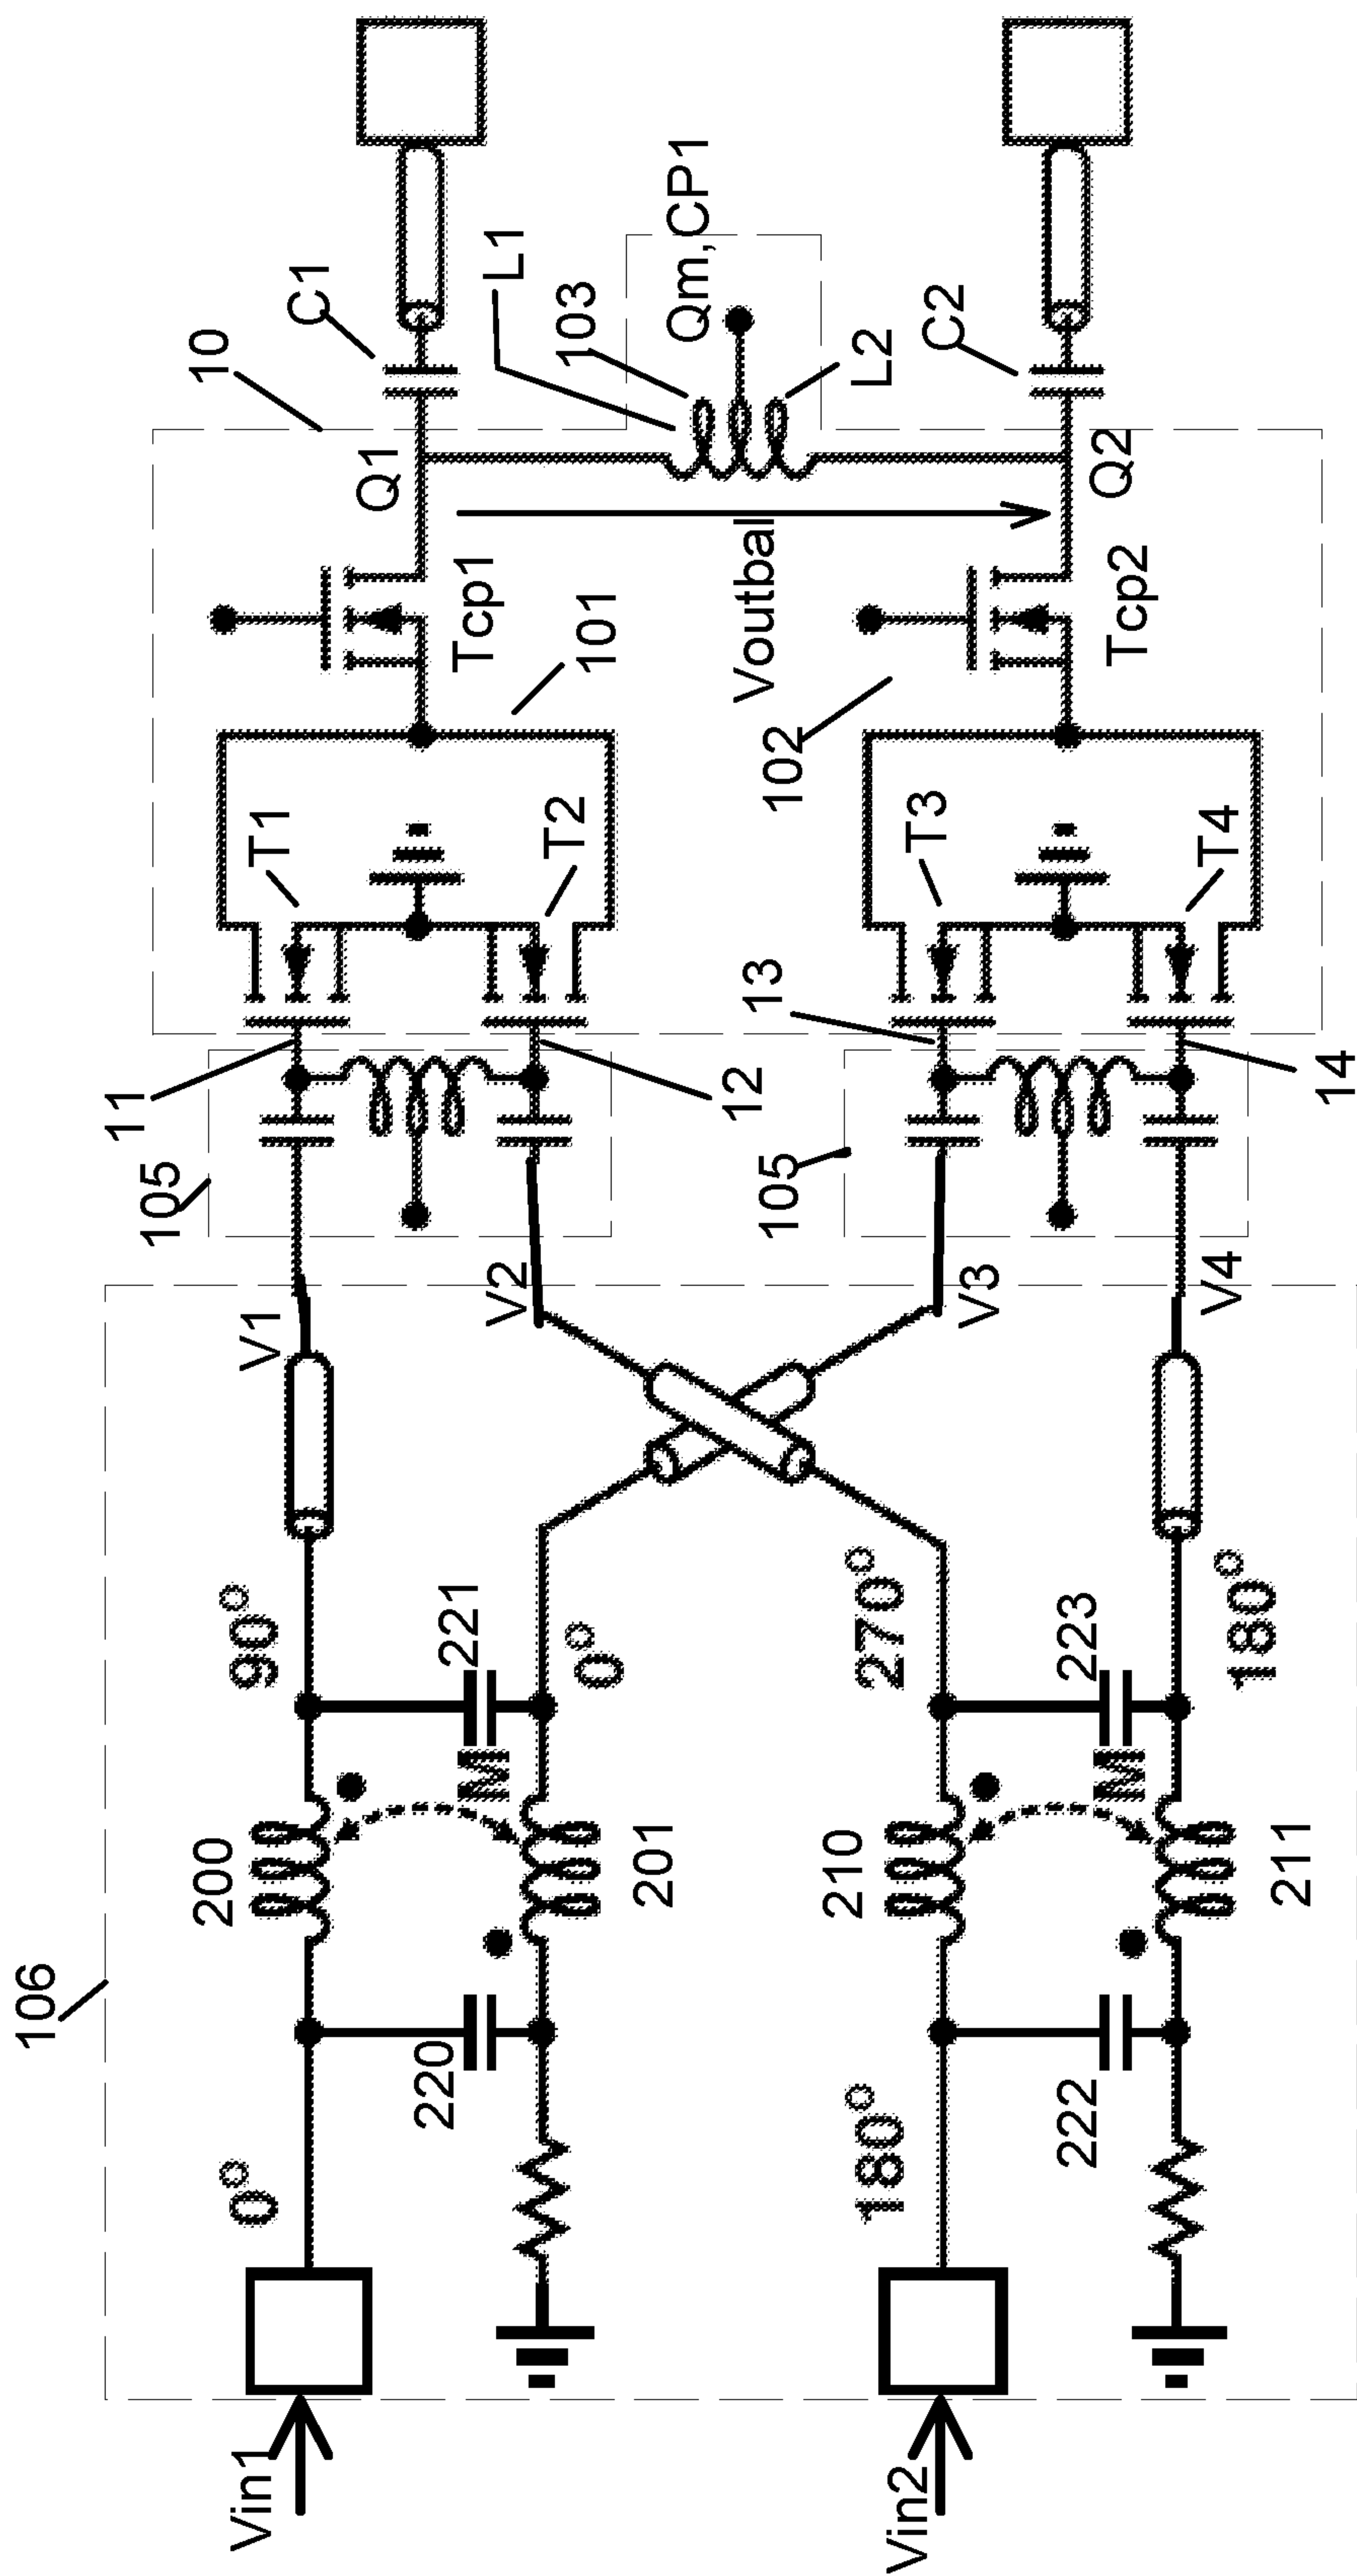 106
Vin1
0°
220
200
M
201
90°
221
0°
Vin2
180°
222
210
M
211
270°
223
180°
V1
V2
V3
V4
105
105
11
12
13
14
T1
T2
T3
T4
101
102
Tcp1
Tcp2
Voutbal
10
Q1
Q2
C1
L1
103
Qm,CP1
L2
C2